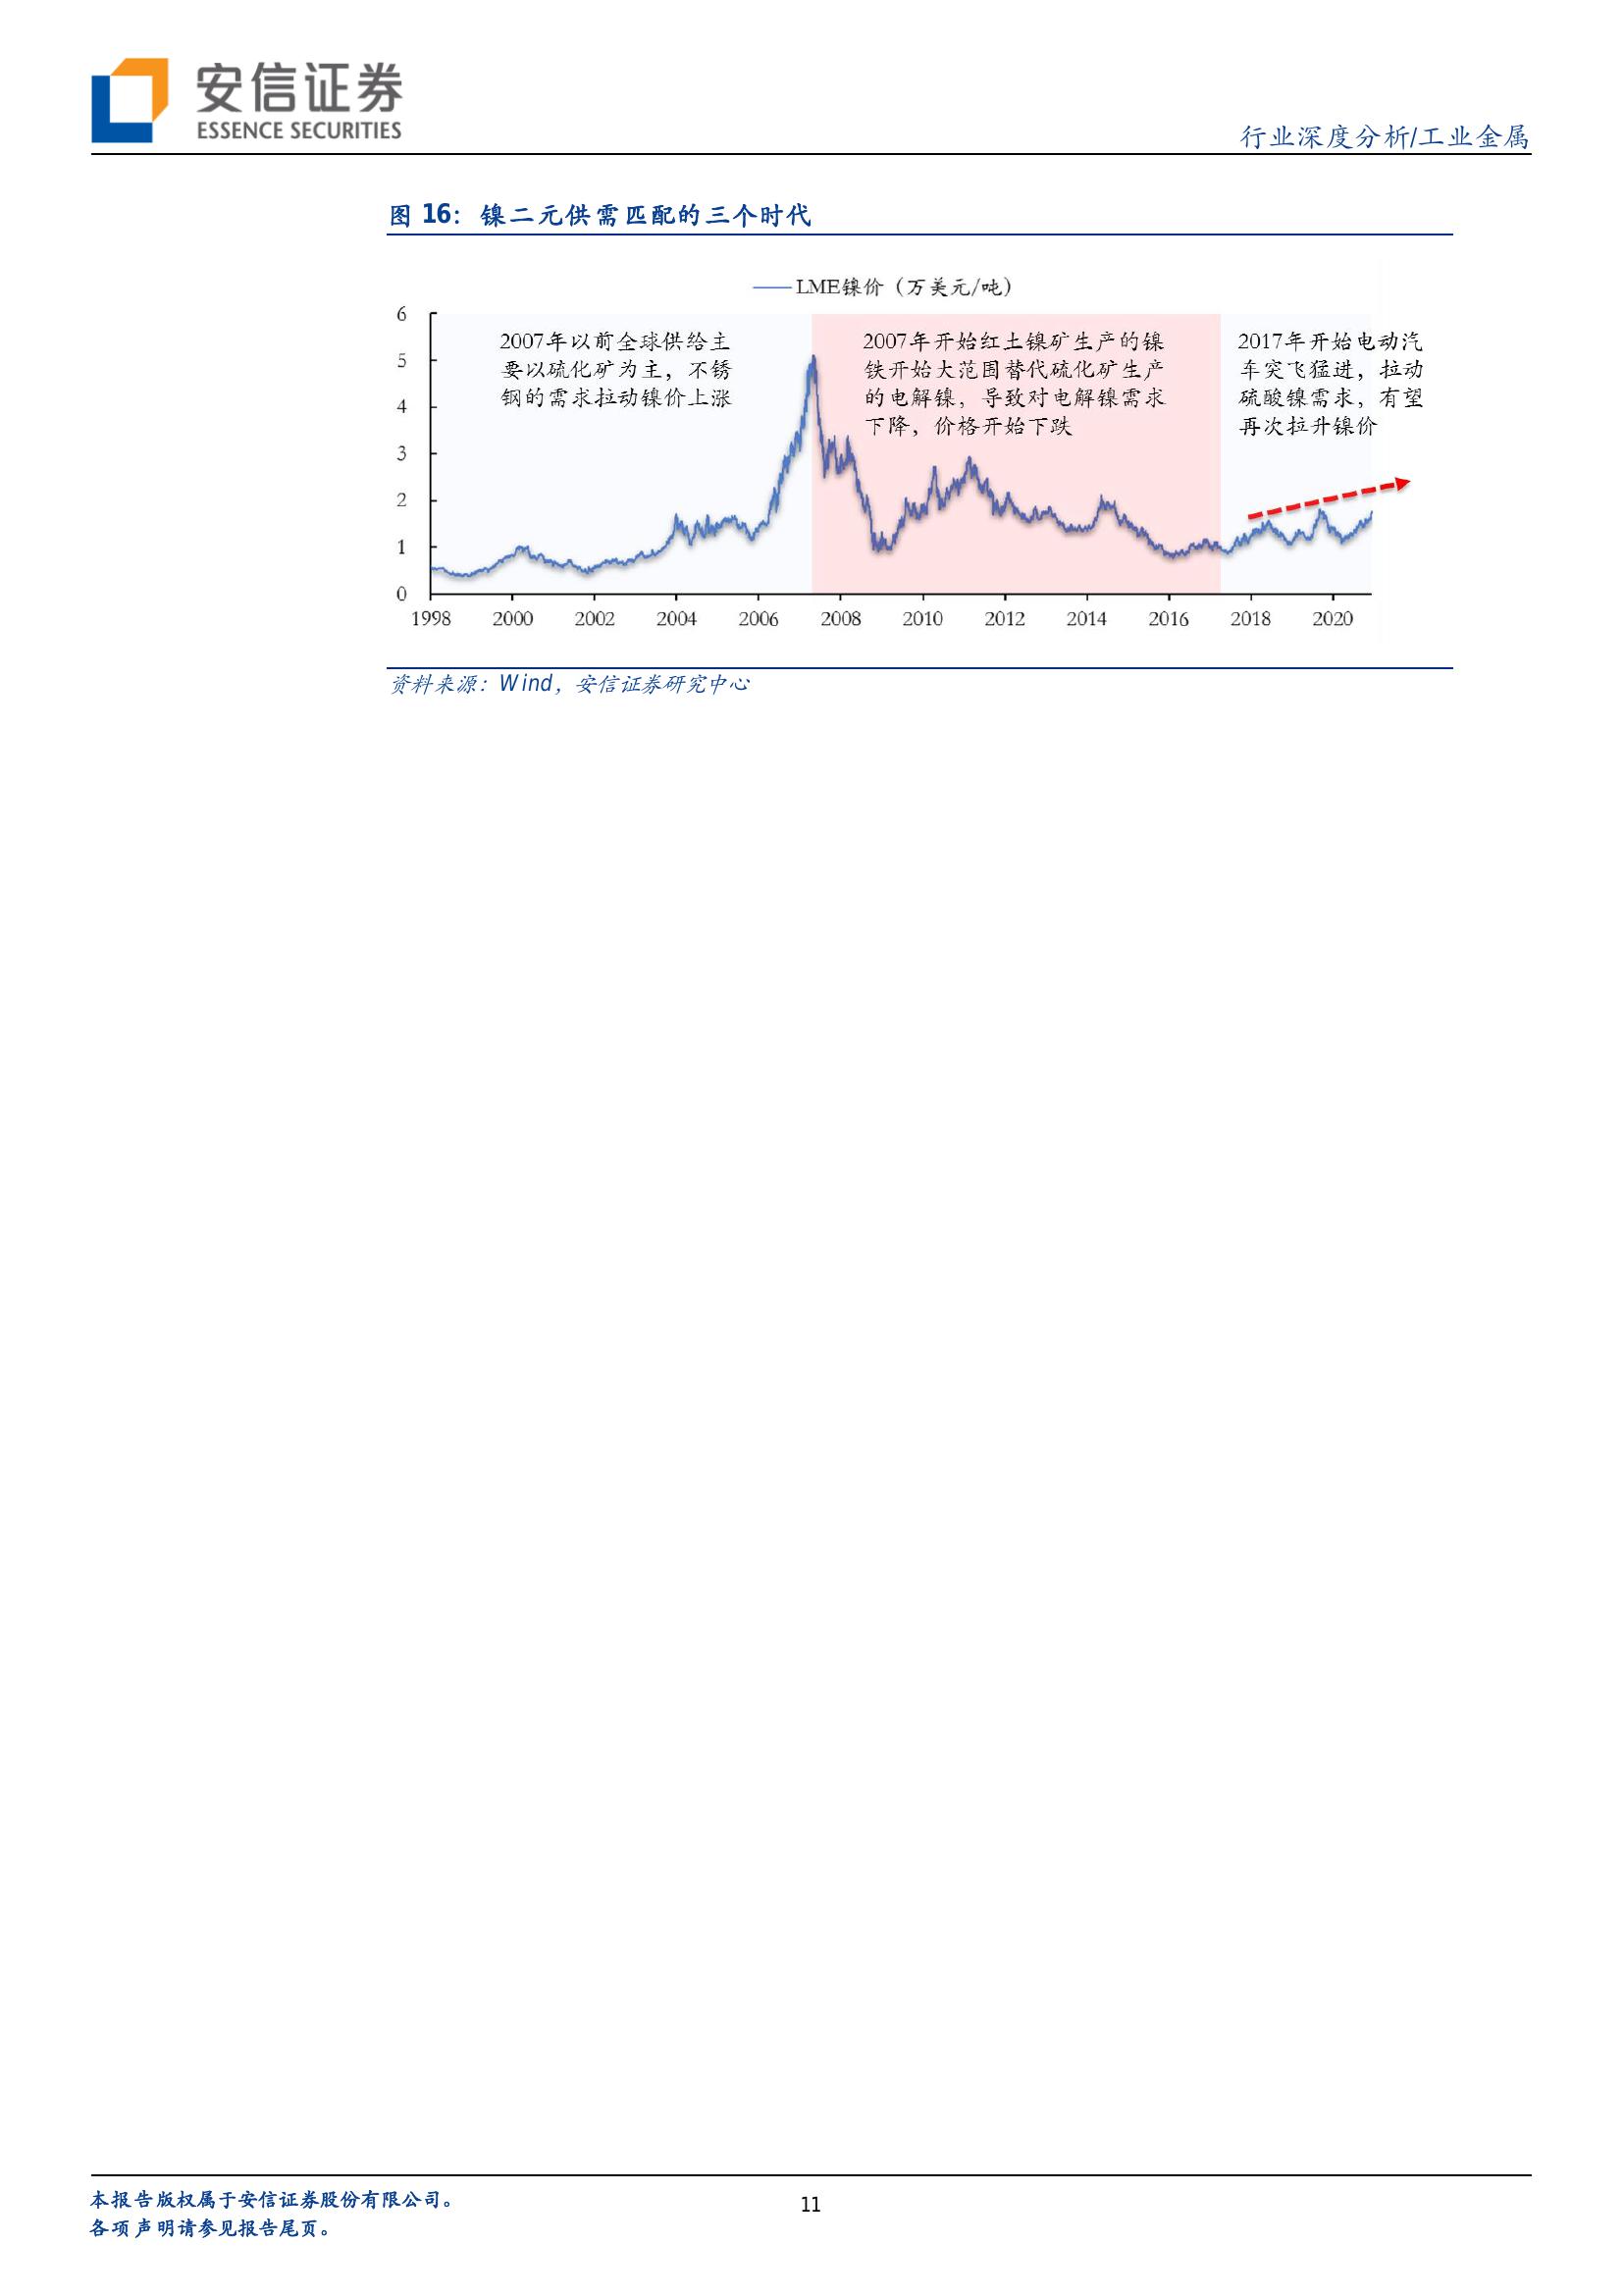 安信证券
ESSENCE SECURITIES
行业深度分析/工业金属
图 16：镍二元供需匹配的三个时代
LME镍价（万美元/吨）
6
5
4
3
2
1
0
2007年以前全球供给主
要以硫化矿为主，不锈
钢的需求拉动镍价上涨
2007年开始红土镍矿生产的镍
铁开始大范围替代硫化矿生产
的电解镍，导致对电解镍需求
下降，价格开始下跌
2017年开始电动汽
车突飞猛进，拉动
硫酸镍需求，有望
再次拉升镍价
1998 2000 2002 2004 2006 2008 2010 2012 2014 2016 2018 2020
资料来源：Wind，安信证券研究中心
本报告版权属于安信证券股份有限公司。
各项声明请参见报告尾页。
11